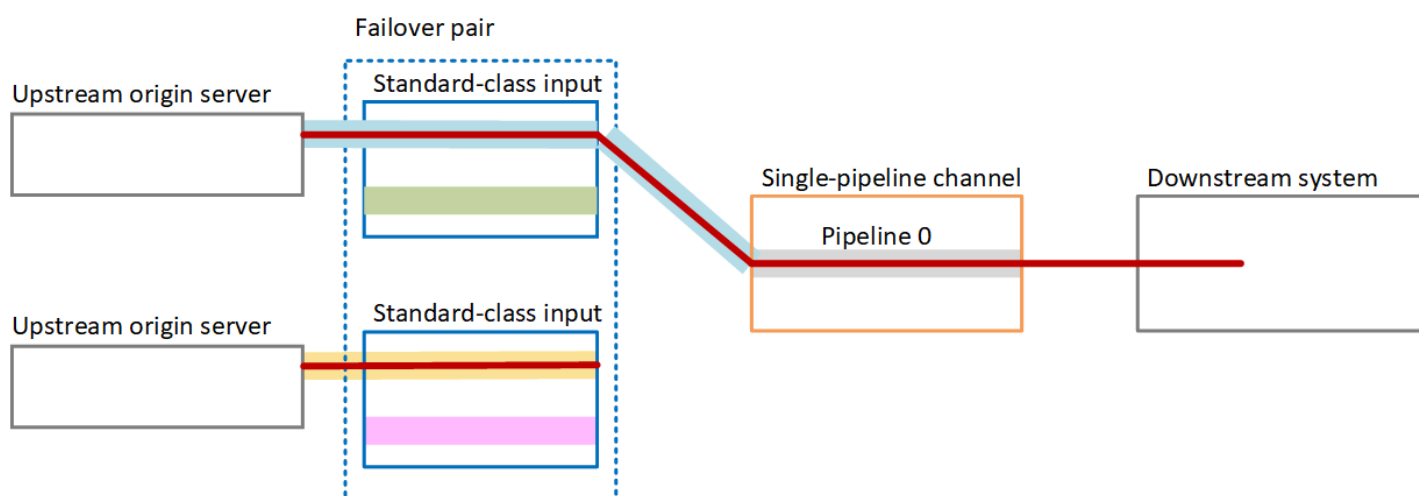 Failover pair
Standard-class input
Upstream origin server
Single-pipeline channel
Downstream system
Pipeline 0
Standard-class input
Upstream origin server